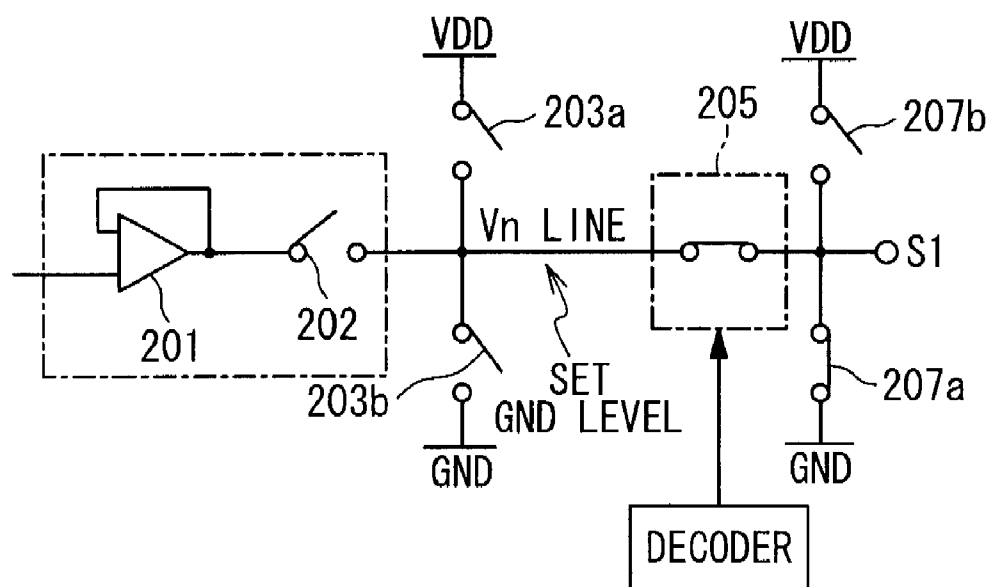 VDD
VDD
203a
205
207b
Vn LINE
S1
201
202
203b
SET
GND LEVEL
207a
GND
GND
DECODER